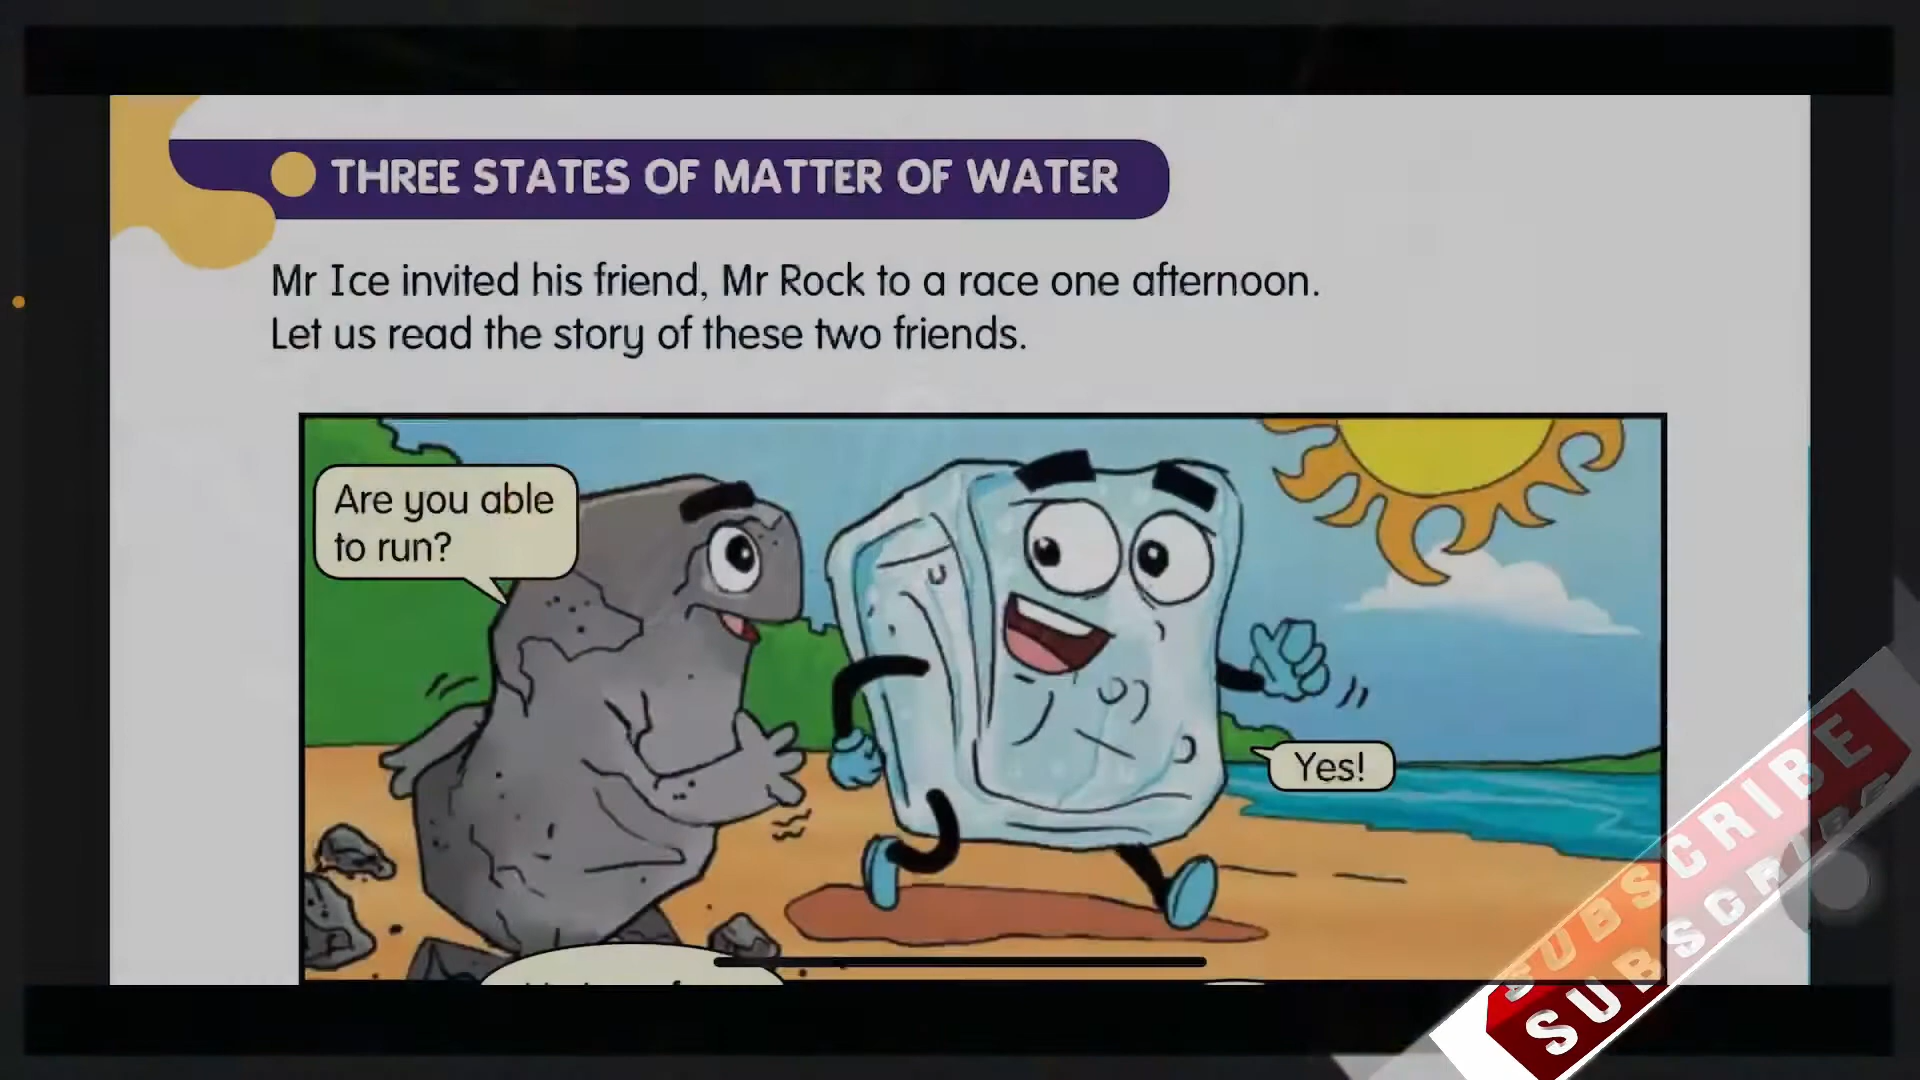 THREE STATES OF MATTER OF WATER
Mr Ice invited his friend, Mr Rock to a race one afternoon.
Let us read the story of these two friends.
Are you able
to run?
Yes!
SUBSCRIBE
SUBSCRIBE